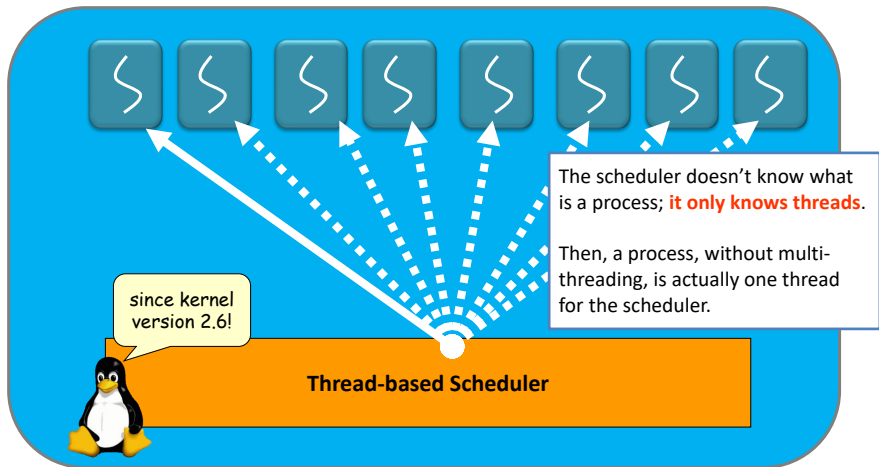 The scheduler doesn’t know what
is a process; it only knows threads.
Then, a process, without multi-
threading, is actually one thread
for the scheduler.
since kernel
version 2.6!
Thread-based Scheduler